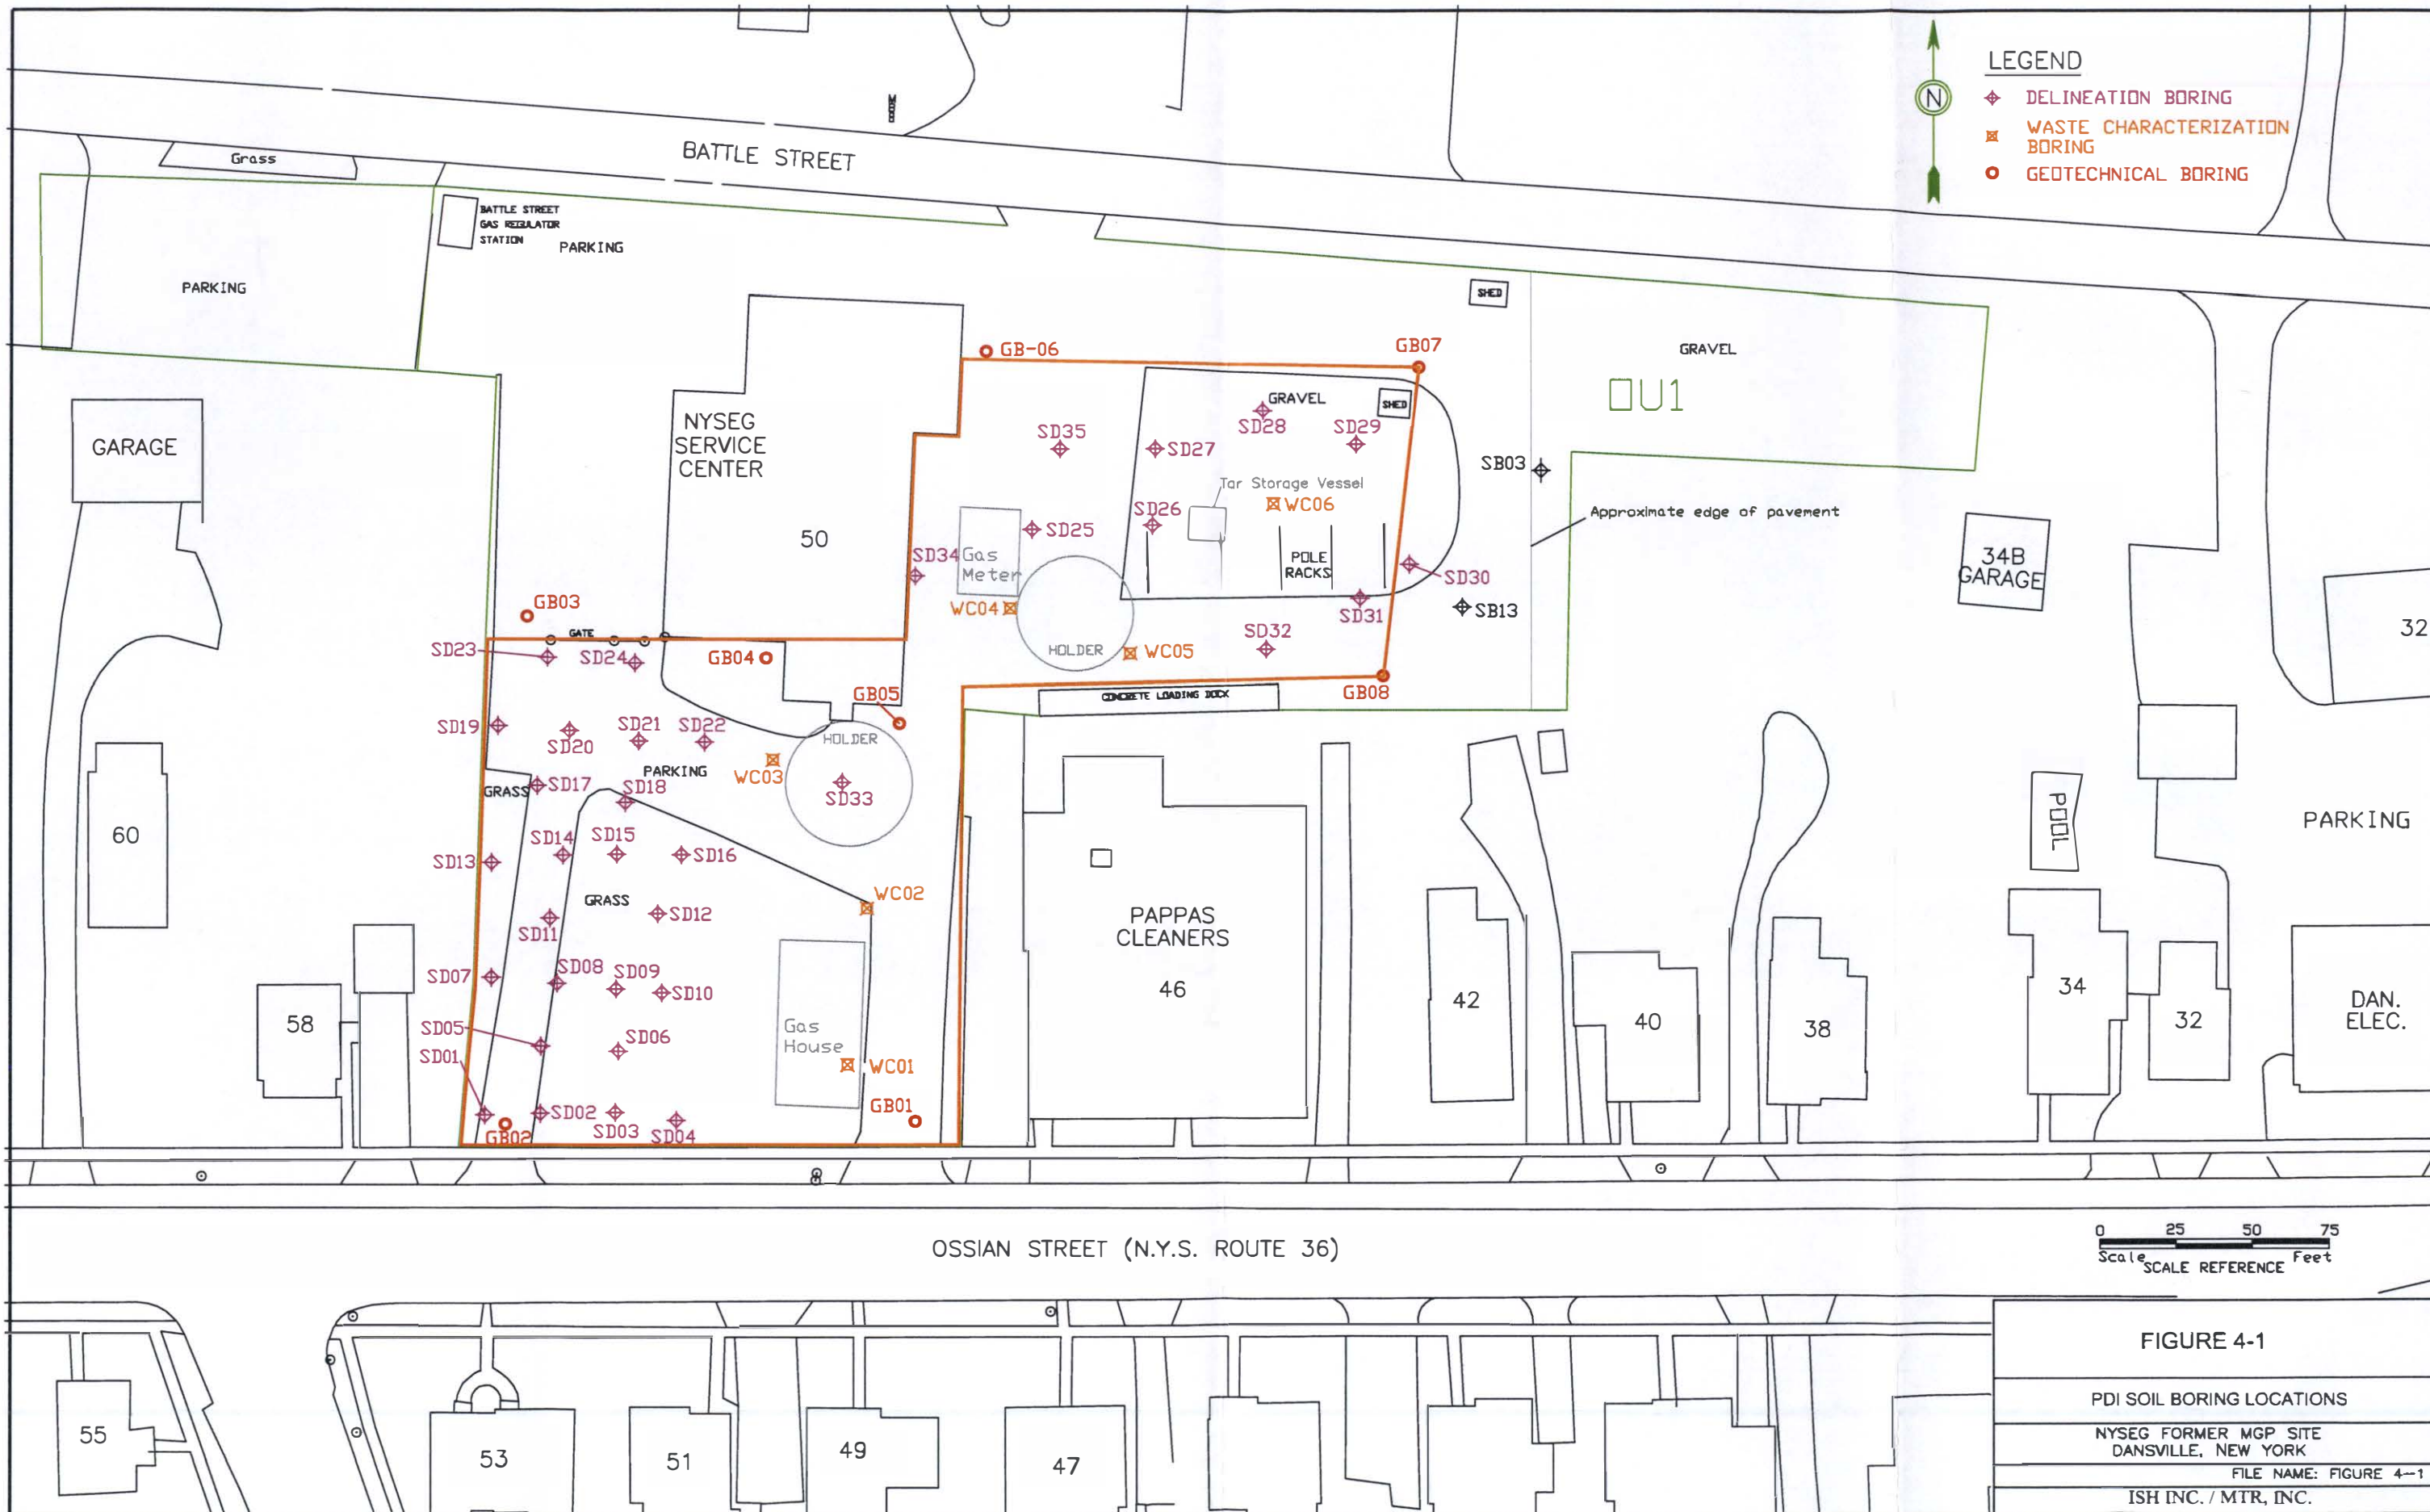 LEGEND
DELINEATION BORING
WASTE CHARACTERIZATION
BORING
GEOTECHNICAL BORING
N
BATTLE STREET
Grass
BATTLE STREET
GAS REGULATOR
STATION
PARKING
PARKING
SHED
GRAVEL
OU1
GB-06
GB07
GARAGE
NYSEG
SERVICE
CENTER
50
GRAVEL
SHED
SD28
SD29
SD35
SD27
SB03
Tar Storage Vessel
WC06
SD26
SD25
Approximate edge of pavement
SD34
Gas
Meter
POLE
RACKS
34B
GARAGE
SD30
WC04
SD31
SB13
GB03
GATE
SD23
SD24
GB04
HOLDER
WC05
SD32
32
GB05
CONCRETE LOADING DOCK
GB08
SD19
SD20
SD21
SD22
HOLDER
PARKING
WC03
GRASS
SD17
SD18
SD33
POOL
PARKING
60
SD14
SD15
SD13
SD16
GRASS
WC02
SD12
SD11
PAPPAS
CLEANERS
46
SD07
SD08
SD09
SD10
42
34
58
SD05
SD06
Gas
House
40
38
32
DAN.
ELEC.
SD01
WC01
GB01
GB02
SD02
SD03
SD04
OSSIAN STREET (N.Y.S. ROUTE 36)
0 25 50 75
Scale Feet
SCALE REFERENCE
55
53
51
49
47
FIGURE 4-1
PDI SOIL BORING LOCATIONS
NYSEG FORMER MGP SITE
DANSVILLE, NEW YORK
FILE NAME: FIGURE 4-1
ISH INC. / MTR, INC.